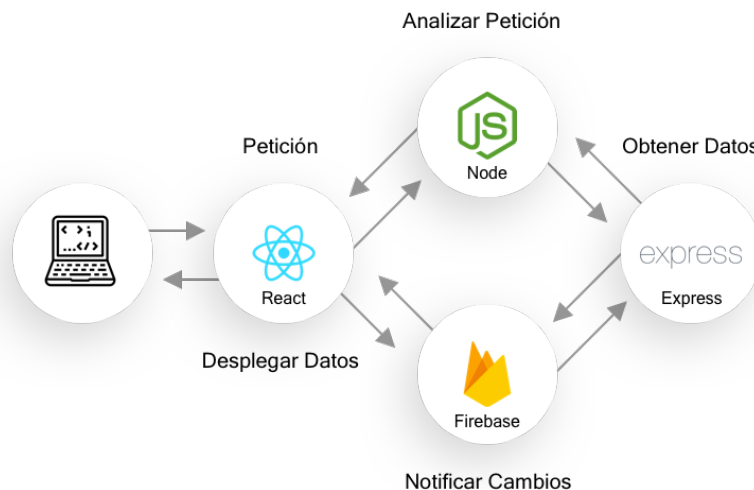 Analizar Petición
JS
Node
Petición
Obtener Datos
< > ;
...</>
React
express
Express
Desplegar Datos
Firebase
Notificar Cambios